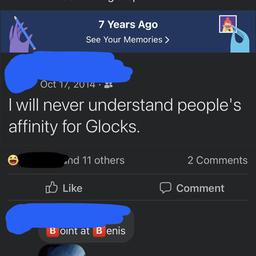 7 Years Ago
See Your Memories >
Oct 17, 2014 ·
I will never understand people's
affinity for Glocks.
nd 11 others
2 Comments
Like
Comment
B oint at B enis